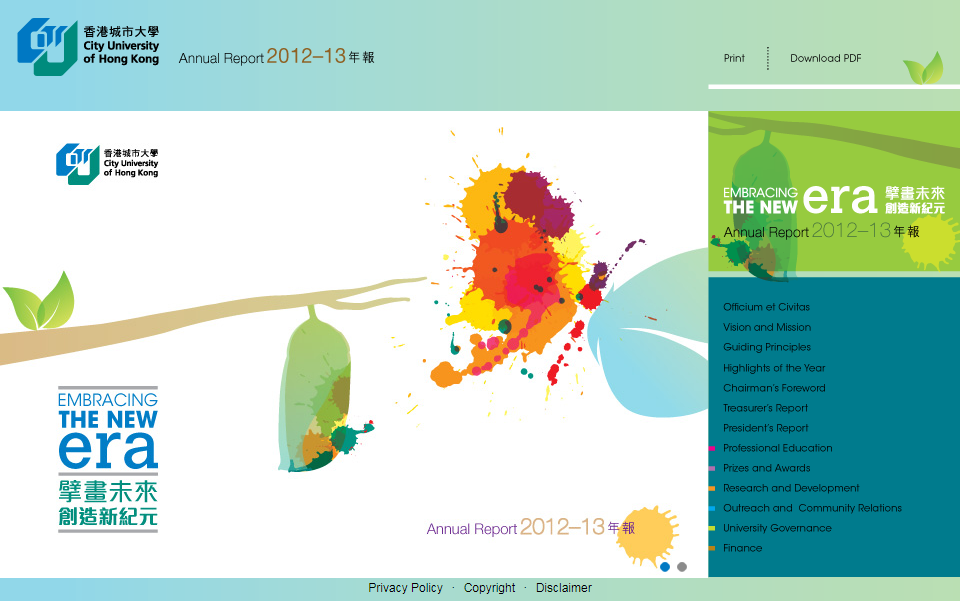 香港城市大學
City University
of Hong Kong
Annual Report 2012–13 年報
Print
Download PDF
香港城市大學
City University
of Hong Kong
EMBRACING
THE NEW
era
擘畫未來
創造新紀元
Annual Report 2012–13 年報
EMBRACING
THE NEW era 擘畫未來
創造新紀元
Annual Report 2012–13 年報
Officium et Civitas
Vision and Mission
Guiding Principles
Highlights of the Year
Chairman's Foreword
Treasurer's Report
President's Report
Professional Education
Prizes and Awards
Research and Development
Outreach and Community Relations
University Governance
Finance
Privacy Policy · Copyright · Disclaimer